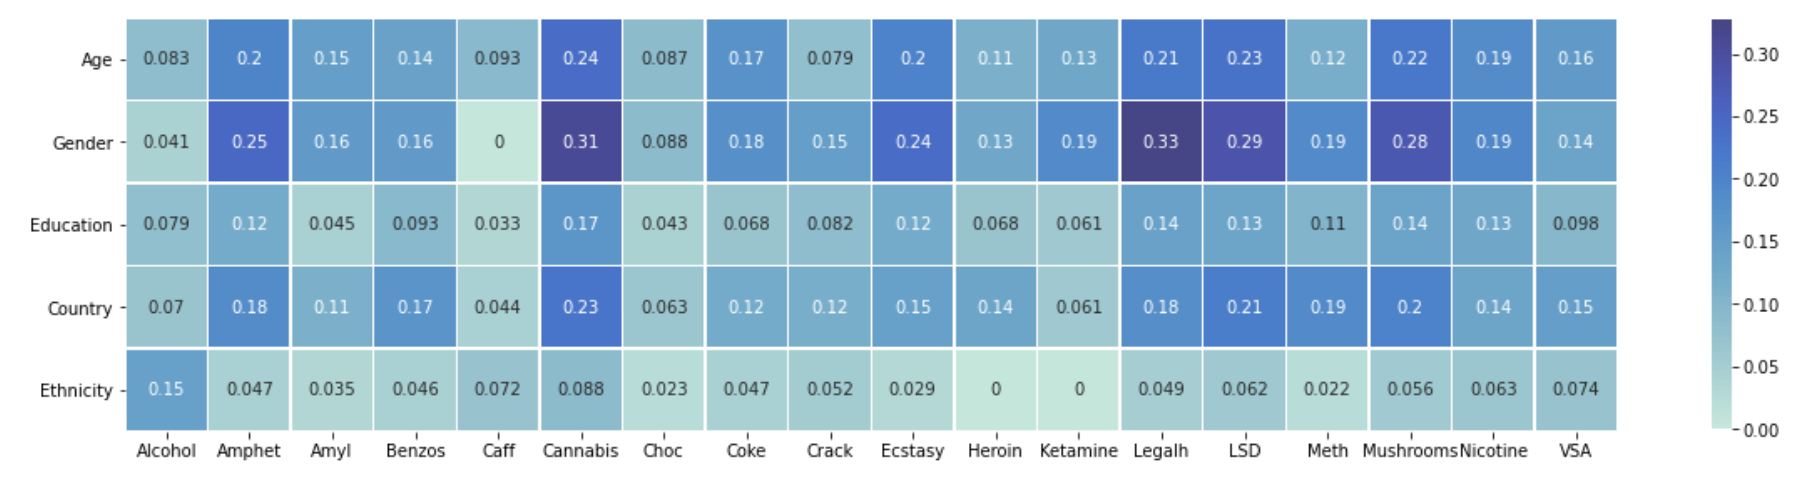 Age 0.083 0.2 0.15 0.14 0.093 0.24 0.087 0.17 0.079 0.2 0.11 0.13 0.21 0.23 0.12 0.22 0.19 0.16
Gender 0.041 0.25 0.16 0.16 0 0.31 0.088 0.18 0.15 0.24 0.13 0.19 0.33 0.29 0.19 0.28 0.19 0.14
Education 0.079 0.12 0.045 0.093 0.033 0.17 0.043 0.068 0.082 0.12 0.068 0.061 0.14 0.13 0.11 0.14 0.13 0.098
Country 0.07 0.18 0.11 0.17 0.044 0.23 0.063 0.12 0.12 0.15 0.14 0.061 0.18 0.21 0.19 0.2 0.14 0.15
Ethnicity 0.15 0.047 0.035 0.046 0.072 0.088 0.023 0.047 0.052 0.029 0 0 0.049 0.062 0.022 0.056 0.063 0.074
Alcohol Amphet Amyl Benzos Caff Cannabis Choc Coke Crack Ecstasy Heroin Ketamine Legalh LSD Meth Mushrooms Nicotine VSA
0.30
0.25
0.20
0.15
0.10
0.05
0.00